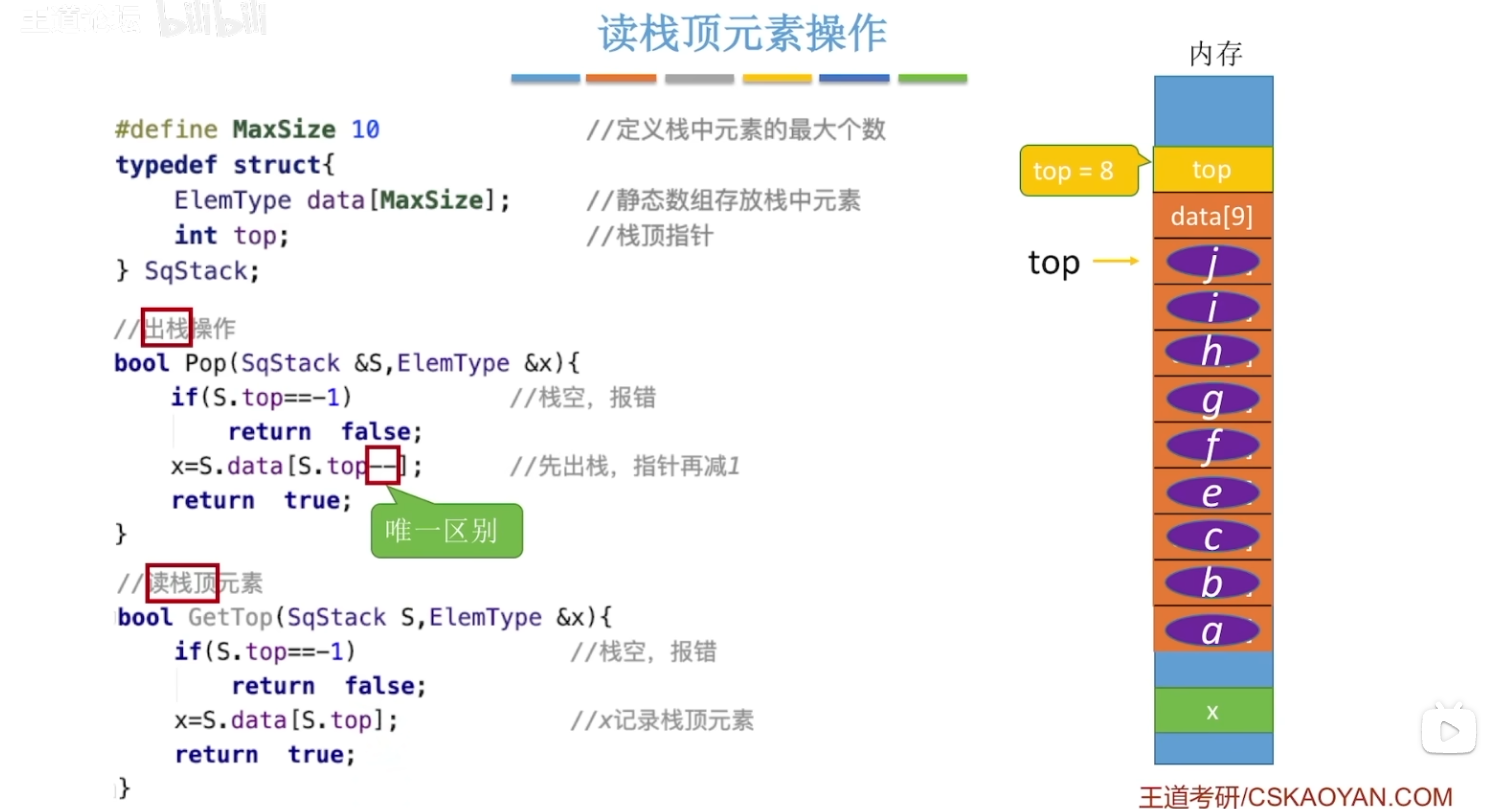 王道论坛 bilibili
读栈顶元素操作
#define MaxSize 10 //定义栈中元素的最大个数
typedef struct{
ElemType data[MaxSize]; //静态数组存放栈中元素
int top; //栈顶指针
} SqStack;
//出栈操作
bool Pop(SqStack &S,ElemType &x){
if(S.top==-1) //栈空，报错
return false;
x=S.data[S.top--]; //先出栈，指针再减1
return true;
唯一区别
}
//读栈顶元素
bool GetTop(SqStack S,ElemType &x){
if(S.top==-1) //栈空，报错
return false;
x=S.data[S.top]; //x记录栈顶元素
return true;
}
内存
top = 8
top
data[9]
top
j
i
h
g
f
e
c
b
a
x
王道考研/CSKAOYAN.COM